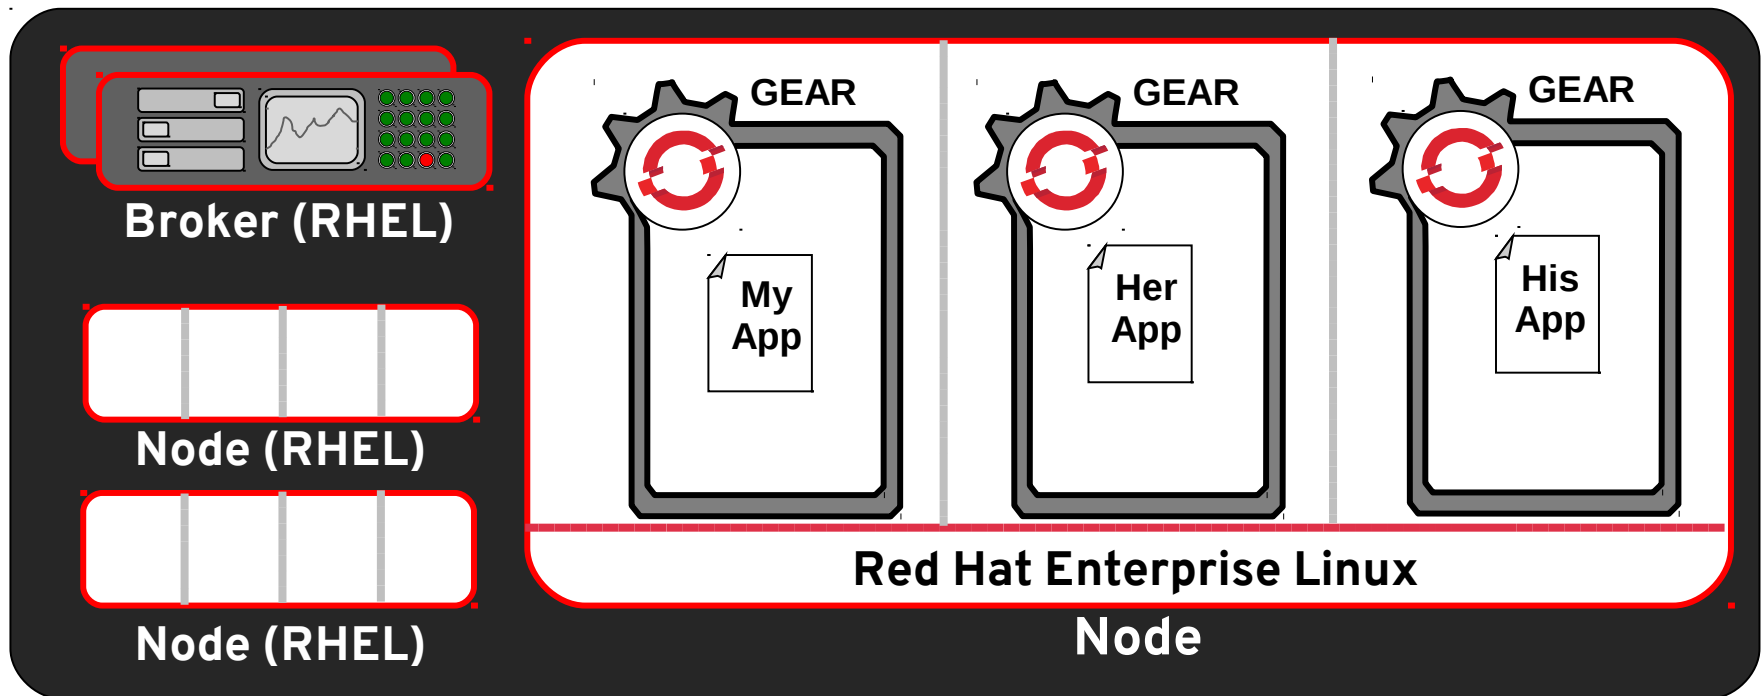 Broker (RHEL)
Node (RHEL)
Node (RHEL)
GEAR
My
App
GEAR
Her
App
GEAR
His
App
Red Hat Enterprise Linux
Node